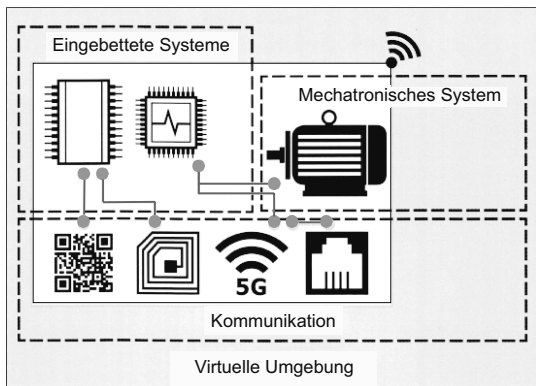 Eingebettete Systeme
Mechatronisches System
5G
Kommunikation
Virtuelle Umgebung